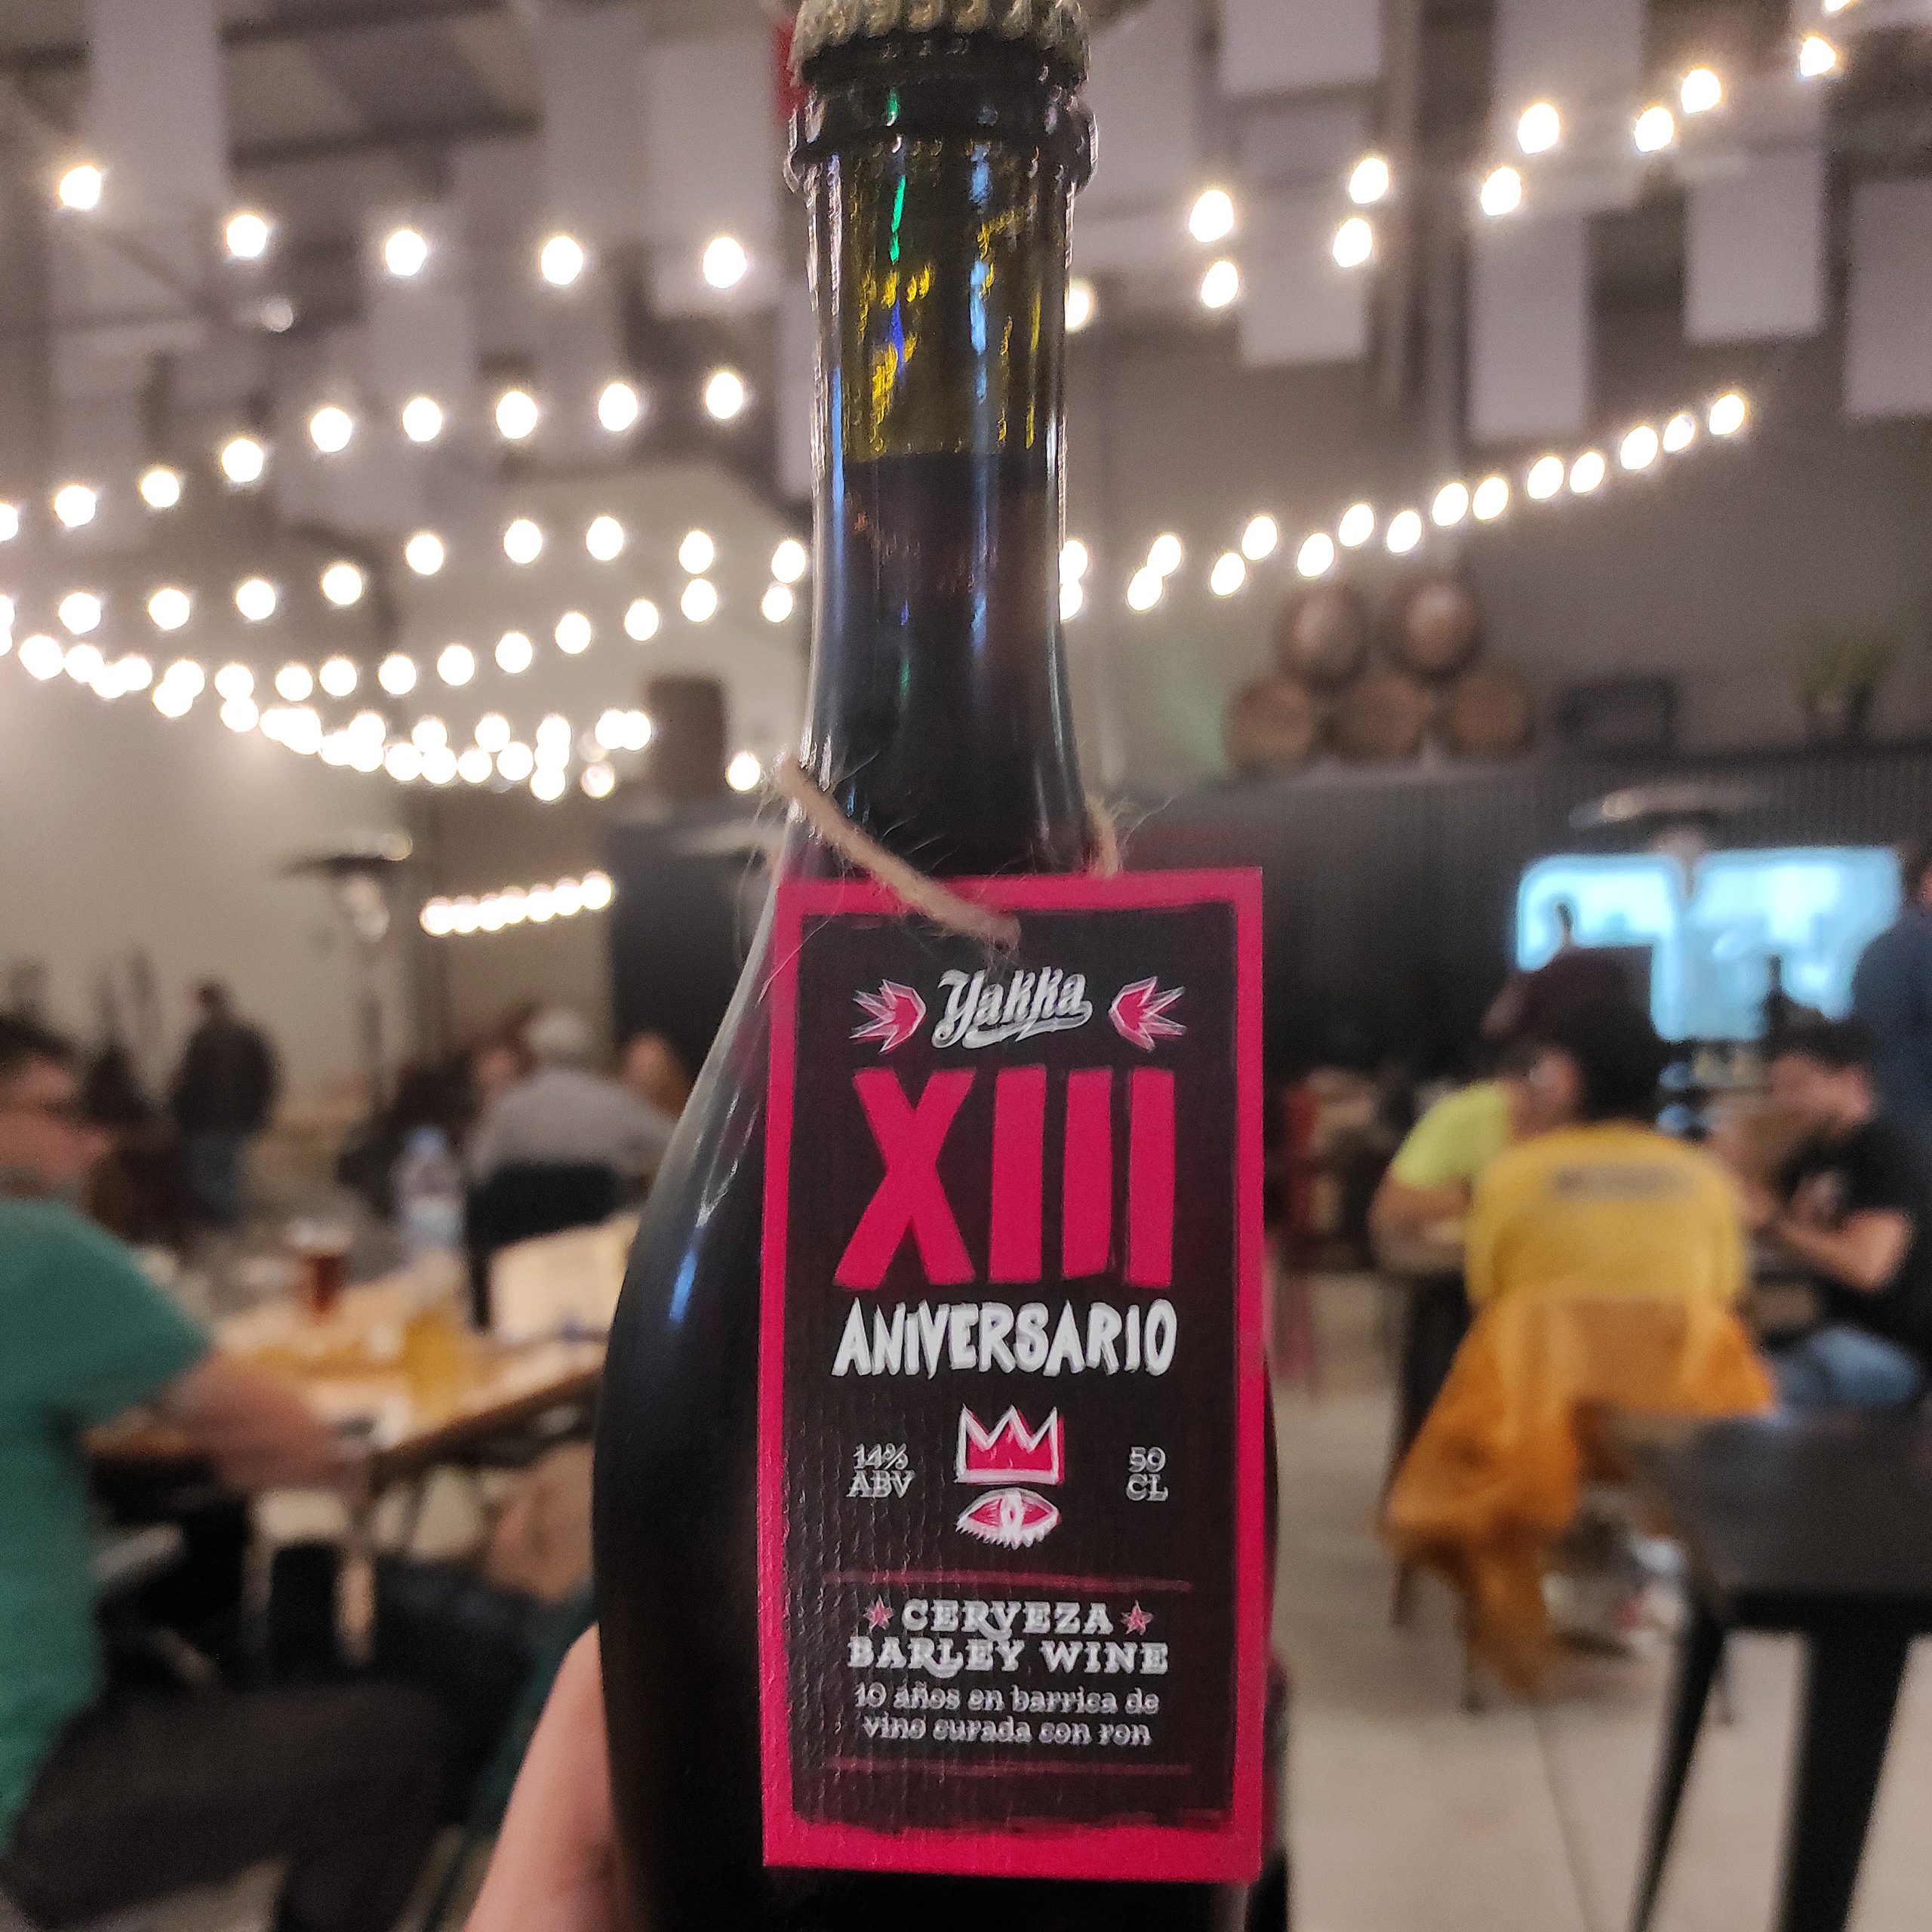 Yakka
XIII
ANIVERSARIO
14%
ABV
50
CL
CERVEZA
BARLEY WINE
10 años en barrica de
vino curada con ron